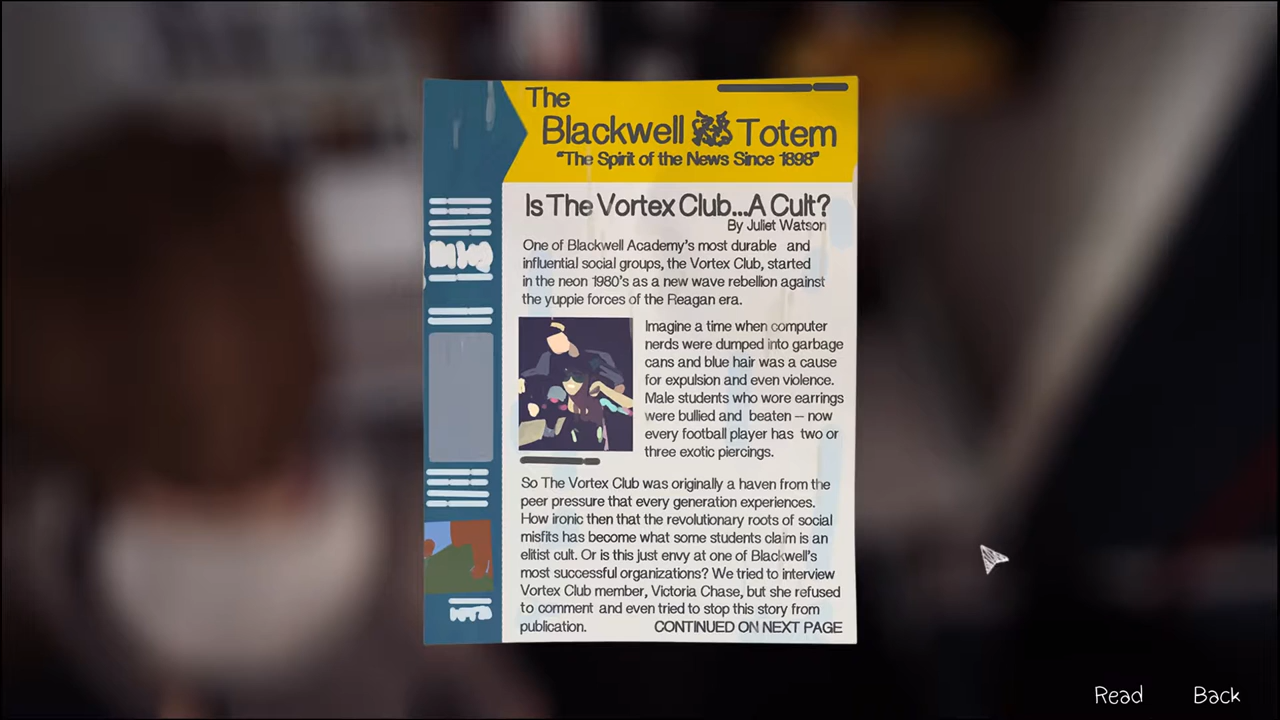 The
Blackwell Totem
"The Spirit of the News Since 1898"
Is The Vortex Club...A Cult?
By Juliet Watson
One of Blackwell Academy's most durable and
influential social groups, the Vortex Club, started
in the neon 1980's as a new wave rebellion against
the yuppie forces of the Reagan era.
Imagine a time when computer
nerds were dumped into garbage
cans and blue hair was a cause
for expulsion and even violence.
Male students who wore earrings
were bullied and beaten – now
every football player has two or
three exotic piercings.
So The Vortex Club was originally a haven from the
peer pressure that every generation experiences.
How ironic then that the revolutionary roots of social
misfits has become what some students claim is an
elitist cult. Or is this just envy at one of Blackwell's
most successful organizations? We tried to interview
Vortex Club member, Victoria Chase, but she refused
to comment and even tried to stop this story from
publication.
CONTINUED ON NEXT PAGE
Read
Back